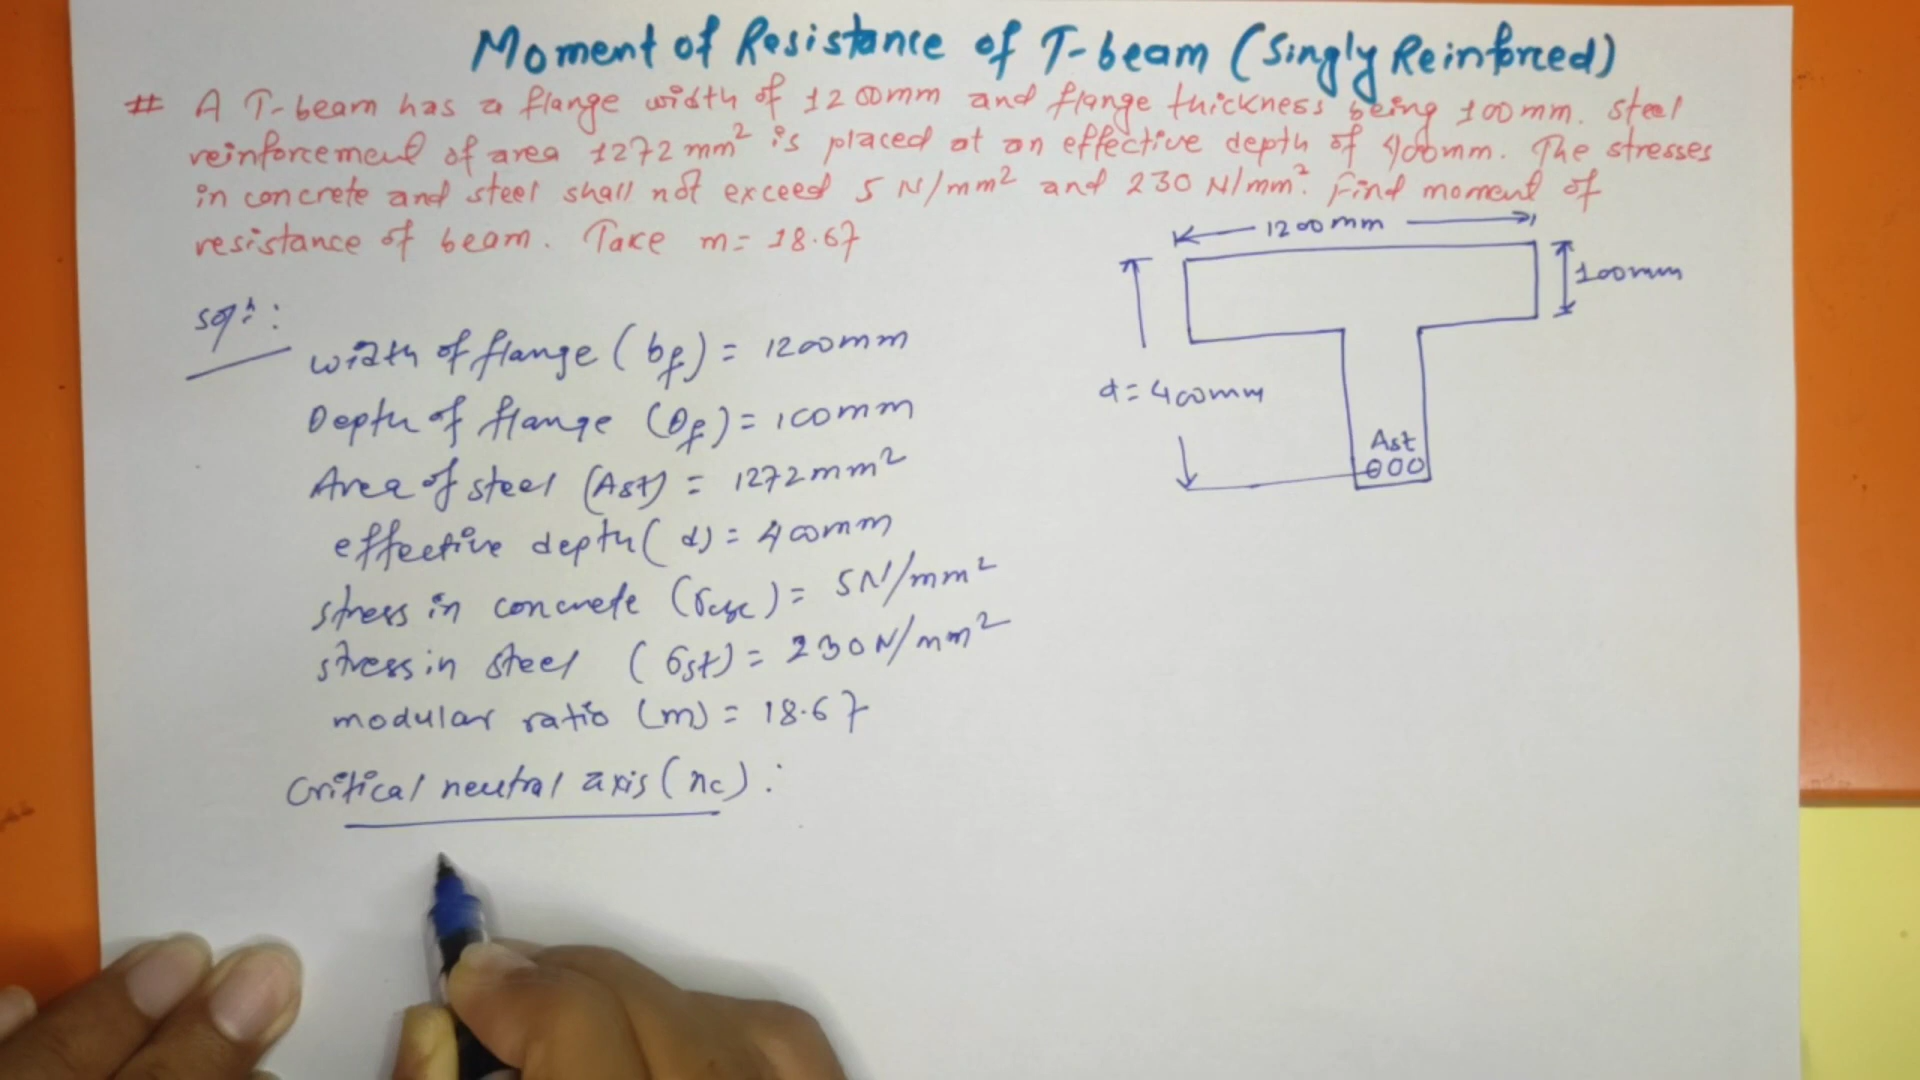 Moment of Resistance of T-beam (Singly Reinforced)
# A T-beam has a flange width of 1200mm and flange thickness being 100mm. steel
reinforcement of area 1272mm² is placed at an effective depth of 400mm. The stresses
in concrete and steel shall not exceed 5 N/mm² and 230 N/mm². Find moment of
resistance of beam. Take m= 18.67
1200mm
100mm
d=400mm
Ast
width of flange (bf) = 1200mm
Depth of flange (Df) = 100mm
Area of steel (Ast) = 1272mm²
effective depth (d) = 400mm
stress in concrete (σcbc) = 5N/mm²
stress in steel (σst) = 230N/mm²
modular ratio (m) = 18.67
Critical neutral axis (nc) :